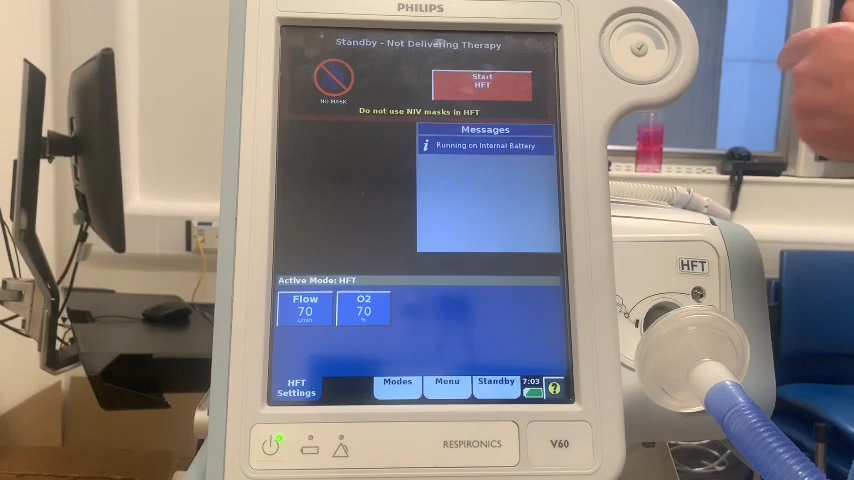 PHILIPS
Standby - Not Delivering Therapy
NO MASK
Start
HFT
Do not use NIV masks in HFT
Messages
i Running on Internal Battery
HFT
Active Mode: HFT
Flow
70
L/min
O2
70
%
HFT
Settings
Modes
Menu
Standby
7:03
?
RESPIRONICS
V60